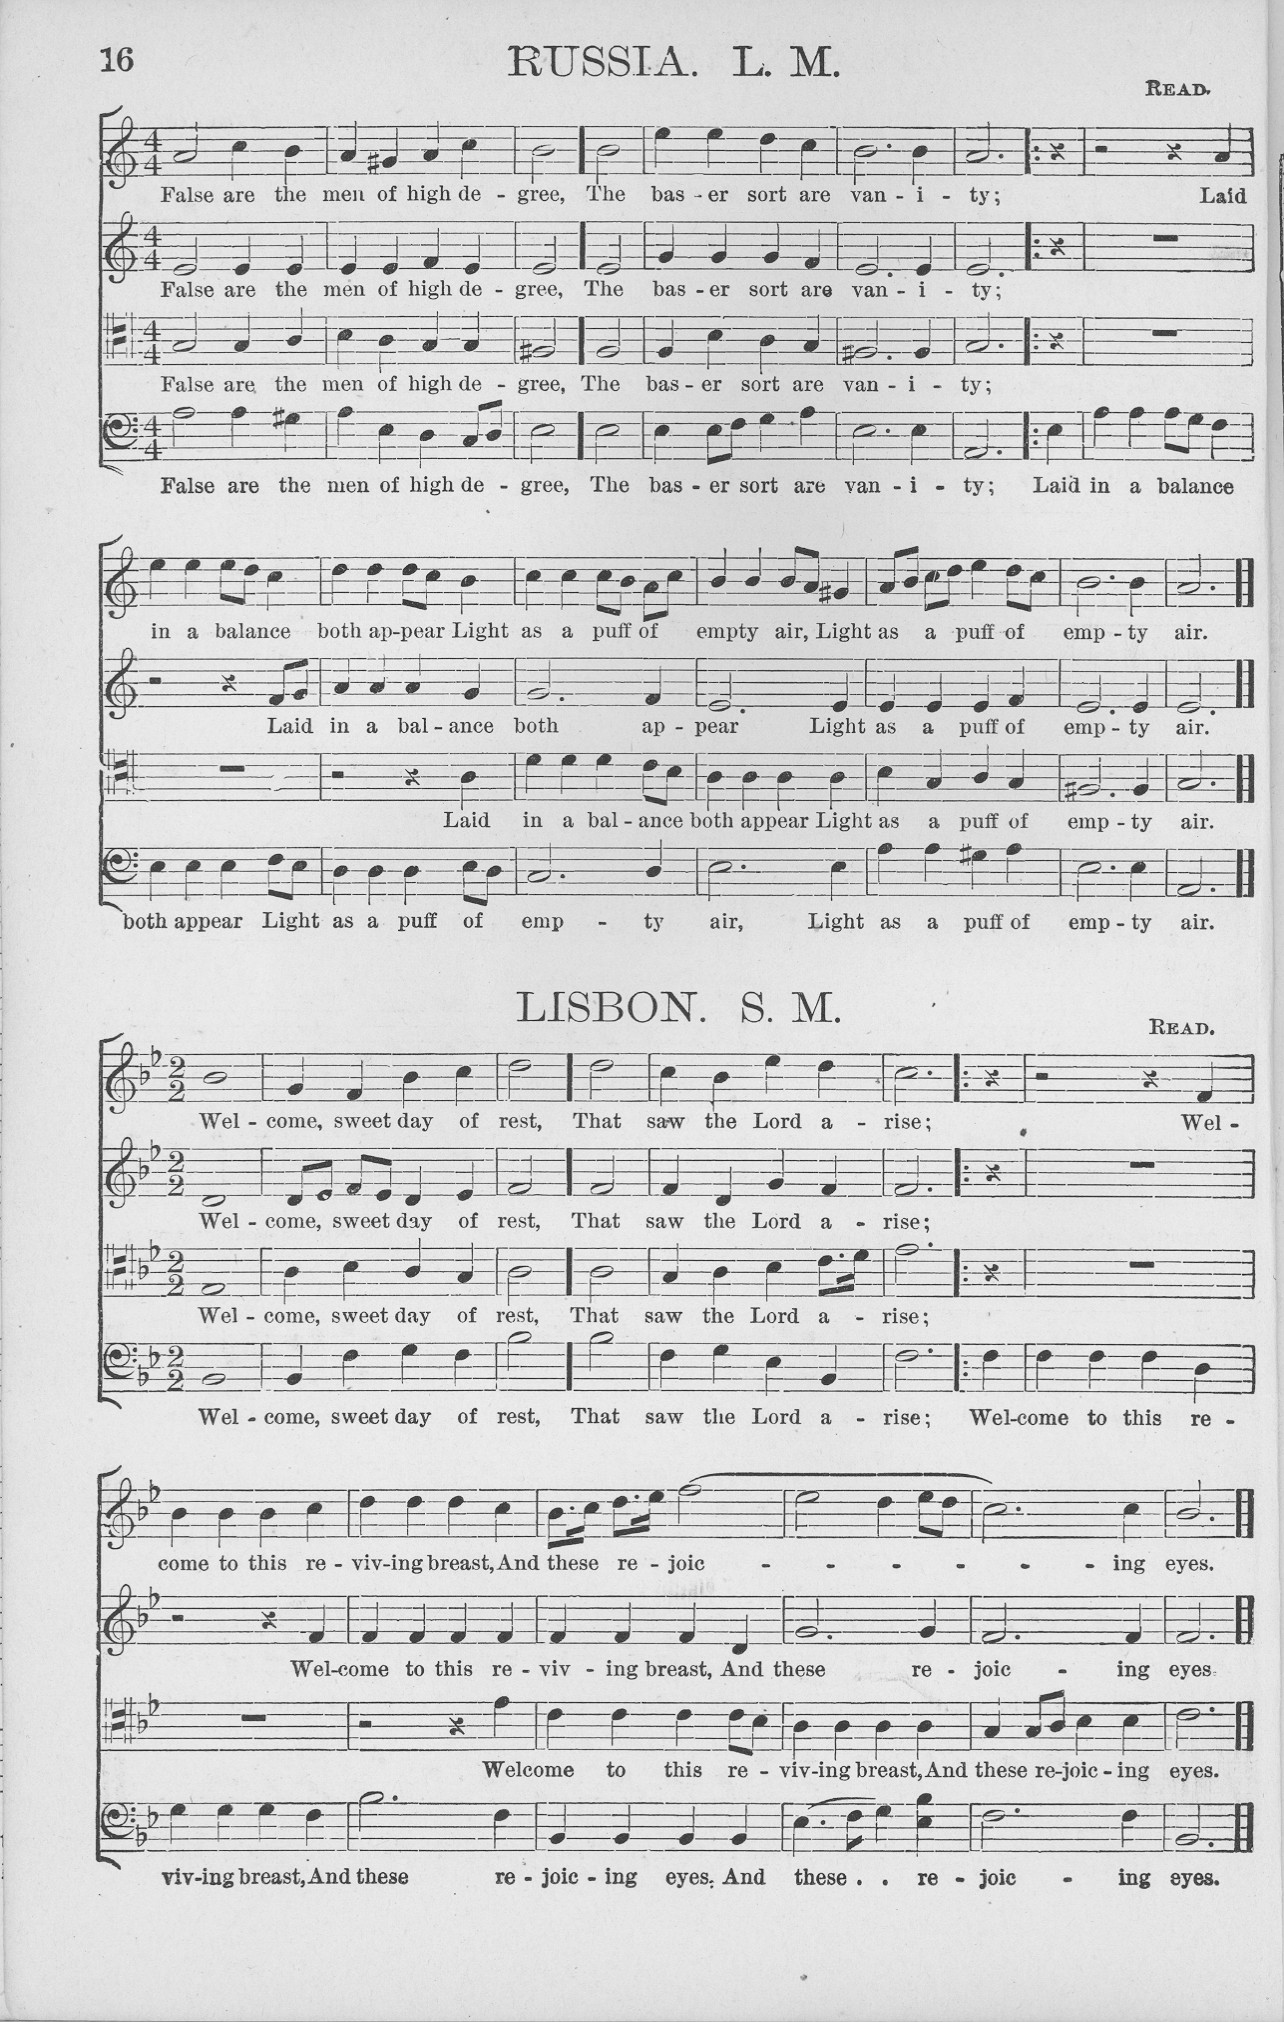 16
RUSSIA. L. M.
READ.
False are the men of high de - gree, The bas - er sort are van - i - ty; Laid
False are the men of high de - gree, The bas - er sort are van - i - ty;
False are the men of high de - gree, The bas - er sort are van - i - ty;
False are the men of high de - gree, The bas - er sort are van - i - ty; Laid in a balance
in a balance both ap-pear Light as a puff of empty air, Light as a puff of emp - ty air.
Laid in a bal - ance both ap - pear Light as a puff of emp - ty air.
Laid in a bal - ance both appear Light as a puff of emp - ty air.
both appear Light as a puff of emp - ty air, Light as a puff of emp - ty air.
LISBON. S. M.
READ.
Wel - come, sweet day of rest, That saw the Lord a - rise; Wel -
Wel - come, sweet day of rest, That saw the Lord a - rise;
Wel - come, sweet day of rest, That saw the Lord a - rise;
Wel - come, sweet day of rest, That saw the Lord a - rise; Wel-come to this re -
come to this re - viv-ing breast, And these re - joic - - - - - - ing eyes.
Wel-come to this re - viv - ing breast, And these re - joic - ing eyes.
Welcome to this re - viv-ing breast, And these re-joic - ing eyes.
viv-ing breast, And these re - joic - ing eyes. And these . . re - joic - ing eyes.